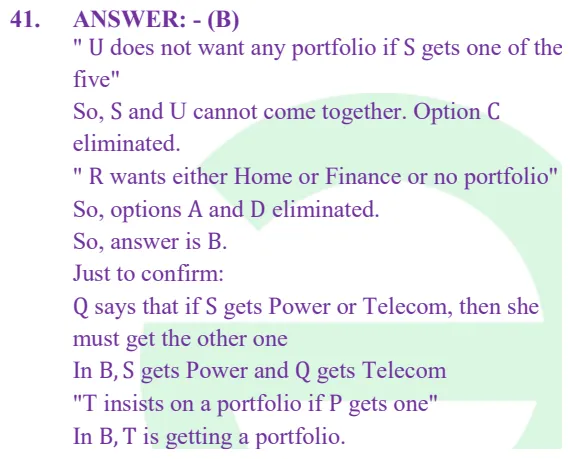 41. ANSWER: - (B)
" U does not want any portfolio if S gets one of the
five"
So, S and U cannot come together. Option C
eliminated.
" R wants either Home or Finance or no portfolio"
So, options A and D eliminated.
So, answer is B.
Just to confirm:
Q says that if S gets Power or Telecom, then she
must get the other one
In B, S gets Power and Q gets Telecom
"T insists on a portfolio if P gets one"
In B, T is getting a portfolio.